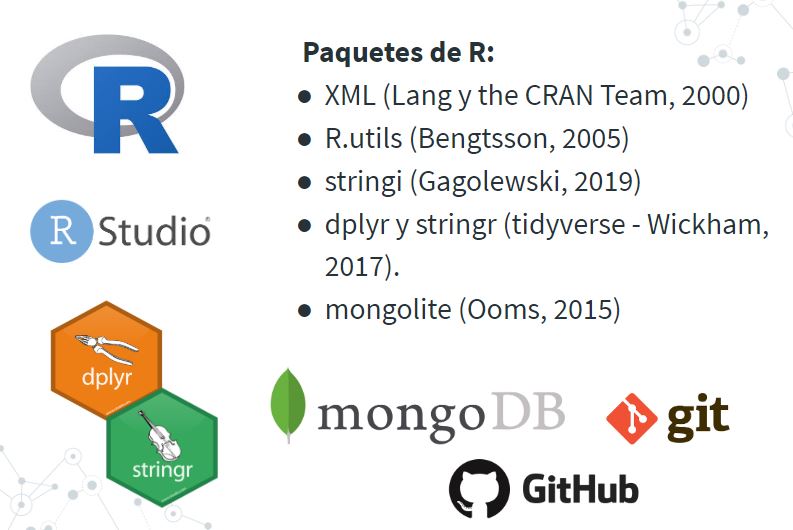 Paquetes de R:
● XML (Lang y the CRAN Team, 2000)
● R.utils (Bengtsson, 2005)
● stringi (Gagolewski, 2019)
● dplyr y stringr (tidyverse - Wickham,
2017).
● mongolite (Ooms, 2015)
R
R Studio®
dplyr
stringr
mongoDB
git
GitHub